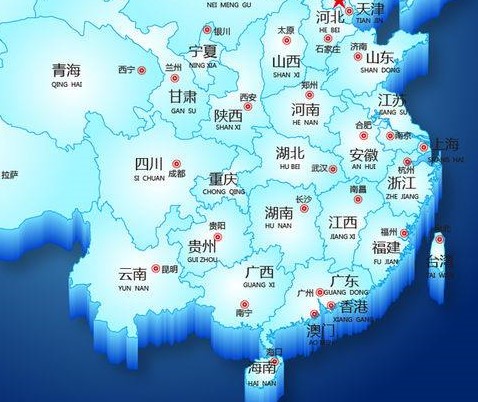 NEI MENG GU
天津
TIAN JIN
河北
HE BEI
石家庄
银川
宁夏
NING XIA
太原
山西
SHAN XI
济南
山东
SHAN DONG
青海
QING HAI
西宁
兰州
甘肃
GAN SU
西安
陕西
SHAN XI
郑州
河南
HE NAN
江苏
JIANG SU
合肥
安徽
AN HUI
南京
上海
SHANG HAI
拉萨
四川
SI CHUAN
成都
重庆
CHONG QING
湖北
HU BEI
武汉
杭州
浙江
ZHE JIANG
南昌
长沙
湖南
HU NAN
江西
JIANG XI
贵阳
贵州
GUI ZHOU
福州
福建
FU JIAN
台湾
TAI WAN
云南
YUN NAN
昆明
广西
GUANG XI
南宁
广东
GUANG DONG
广州
香港
XIANG GANG
澳门
海口
海南
HAI NAN